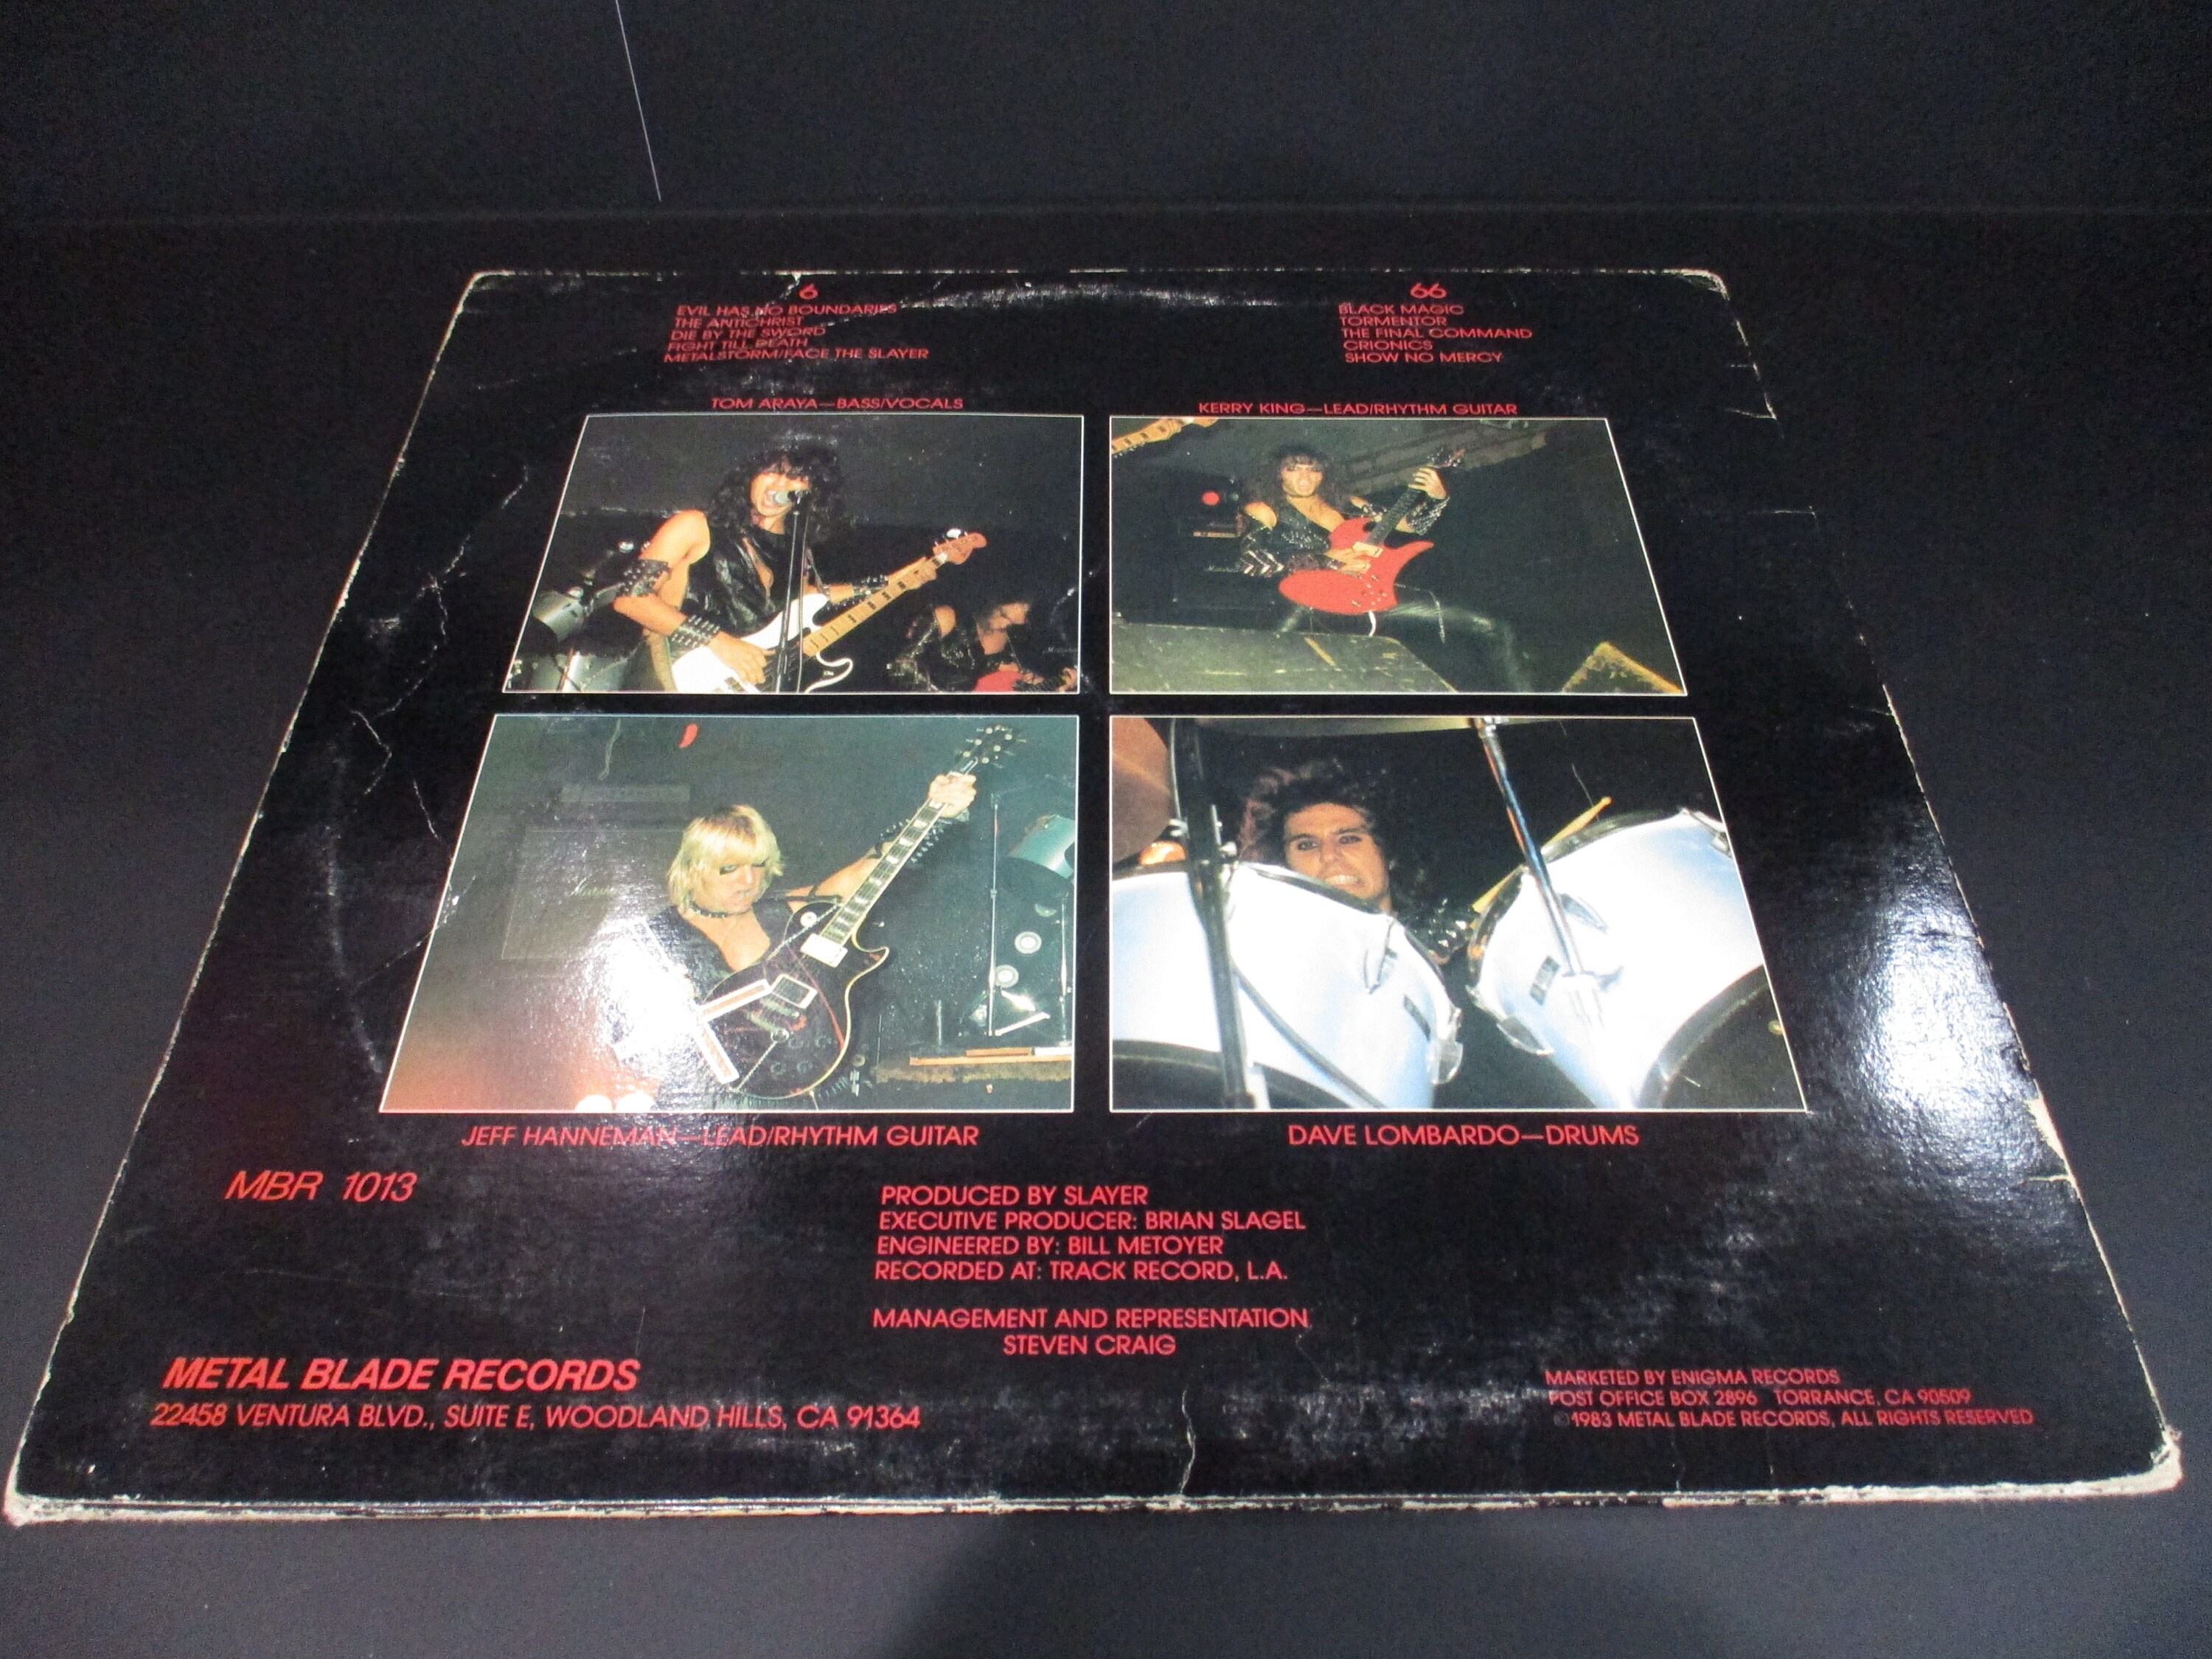 6
EVIL HAS NO BOUNDARIES
THE ANTICHRIST
DIE BY THE SWORD
FIGHT TILL DEATH
METALSTORM/FACE THE SLAYER
66
BLACK MAGIC
TORMENTOR
THE FINAL COMMAND
CRIONICS
SHOW NO MERCY
TOM ARAYA—BASS/VOCALS
KERRY KING—LEAD/RHYTHM GUITAR
JEFF HANNEMAN—LEAD/RHYTHM GUITAR
DAVE LOMBARDO—DRUMS
MBR 1013
PRODUCED BY SLAYER
EXECUTIVE PRODUCER: BRIAN SLAGEL
ENGINEERED BY: BILL METOYER
RECORDED AT: TRACK RECORD, L.A.
MANAGEMENT AND REPRESENTATION
STEVEN CRAIG
METAL BLADE RECORDS
22458 VENTURA BLVD., SUITE E, WOODLAND HILLS, CA 91364
MARKETED BY ENIGMA RECORDS
POST OFFICE BOX 2896 TORRANCE, CA 90509
©1983 METAL BLADE RECORDS, ALL RIGHTS RESERVED